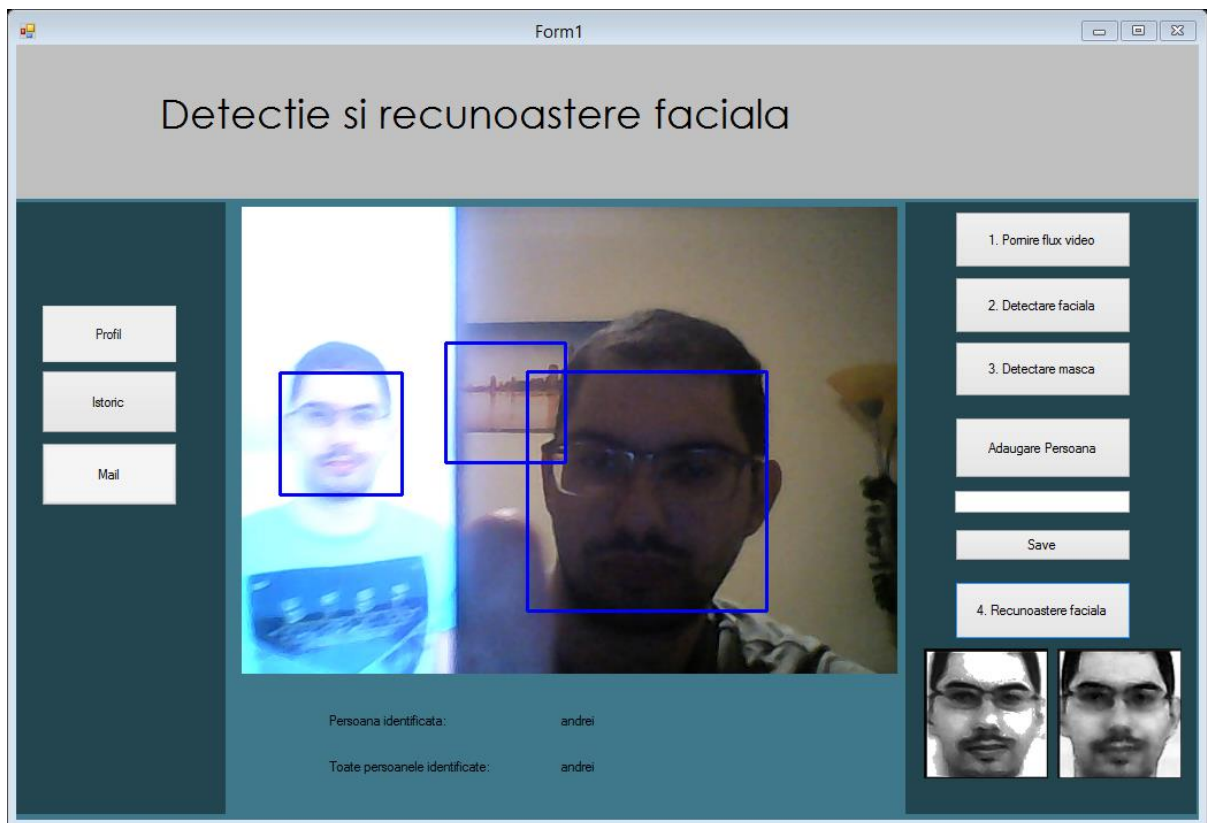 Form1
Detectie si recunoastere faciala
Profil
Istoric
Mail
1. Pornire flux video
2. Detectare faciala
3. Detectare masca
Adaugare Persoana
Save
4. Recunoastere faciala
Persoana identificata: andrei
Toate persoanele identificate: andrei